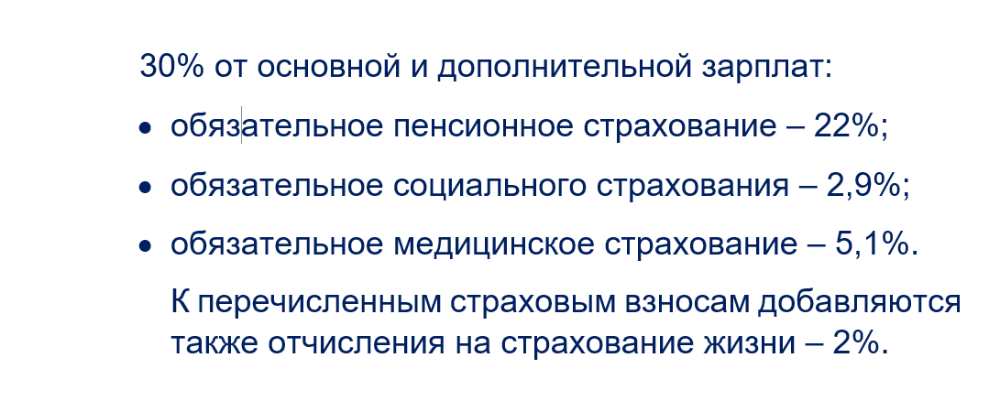 30% от основной и дополнительной зарплат:
• обязательное пенсионное страхование – 22%;
• обязательное социального страхования – 2,9%;
• обязательное медицинское страхование – 5,1%.
К перечисленным страховым взносам добавляются
также отчисления на страхование жизни – 2%.